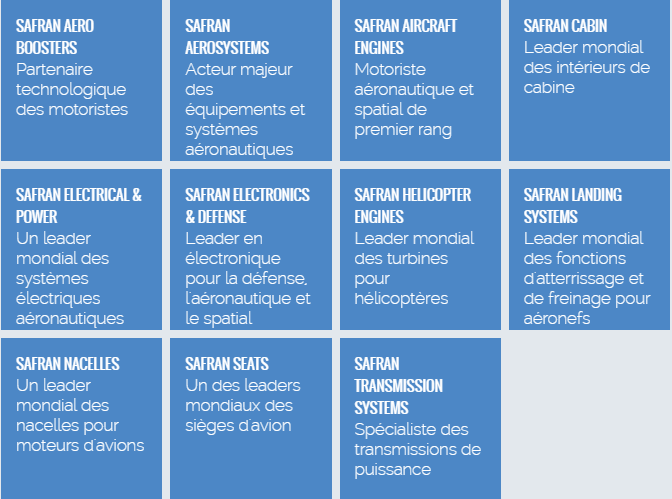 SAFRAN AERO
BOOSTERS
Partenaire
technologique
des motoristes
SAFRAN
AEROSYSTEMS
Acteur majeur
des
équipements et
systèmes
aéronautiques
SAFRAN AIRCRAFT
ENGINES
Motoriste
aéronautique et
spatial de
premier rang
SAFRAN CABIN
Leader mondial
des intérieurs de
cabine
SAFRAN ELECTRICAL &
POWER
Un leader
mondial des
systèmes
électriques
aéronautiques
SAFRAN ELECTRONICS
& DEFENSE
Leader en
électronique
pour la défense,
l'aéronautique et
le spatial
SAFRAN HELICOPTER
ENGINES
Leader mondial
des turbines
pour
hélicoptères
SAFRAN LANDING
SYSTEMS
Leader mondial
des fonctions
d'atterrissage et
de freinage pour
aéronefs
SAFRAN NACELLES
Un leader
mondial des
nacelles pour
moteurs d'avions
SAFRAN SEATS
Un des leaders
mondiaux des
sièges d'avion
SAFRAN
TRANSMISSION
SYSTEMS
Spécialiste des
transmissions de
puissance